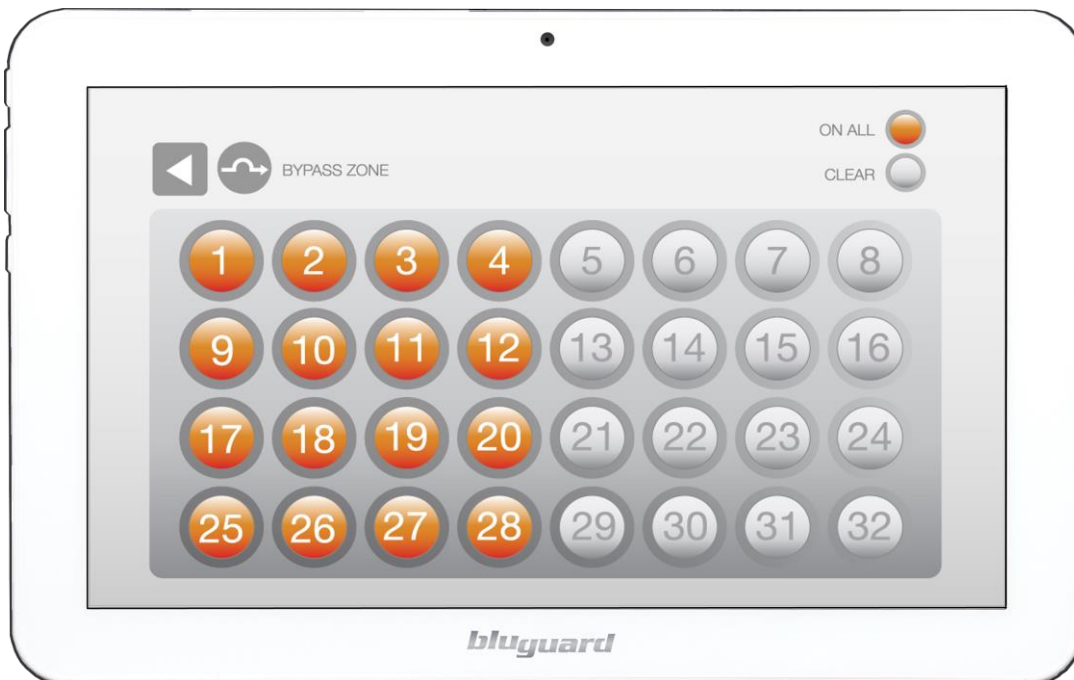 ON ALL
CLEAR
BYPASS ZONE
1 2 3 4 5 6 7 8
9 10 11 12 13 14 15 16
17 18 19 20 21 22 23 24
25 26 27 28 29 30 31 32
bluguard